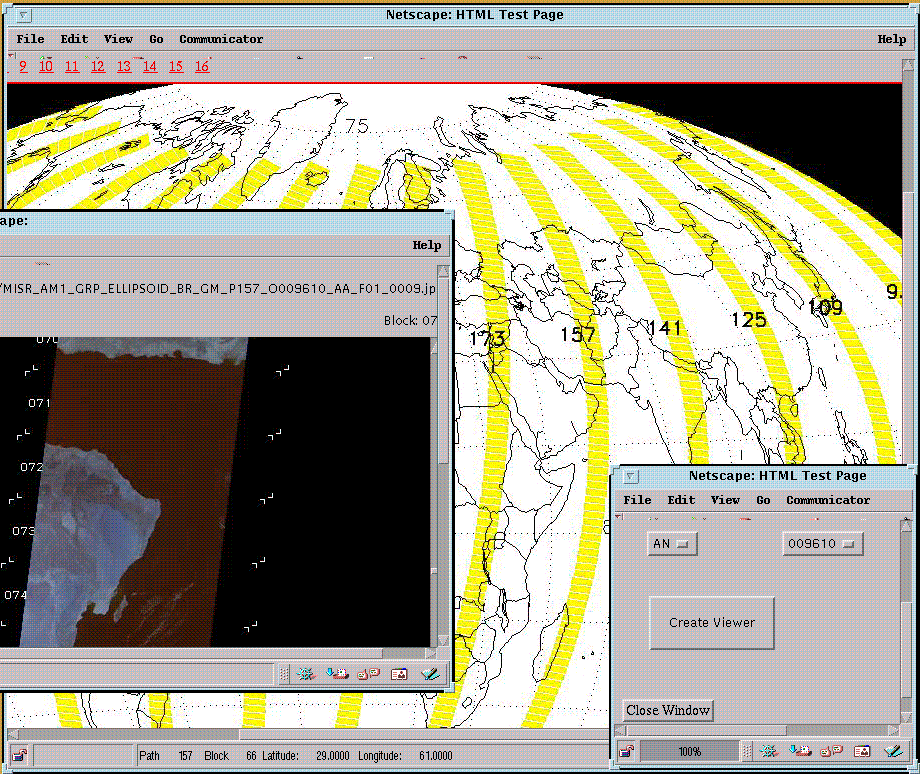 Netscape: HTML Test Page
File Edit View Go Communicator Help
9 10 11 12 13 14 15 16
75
173 157 141 125 109 9.
ape:
Help
/MISR_AM1_GRP_ELLIPSOID_BR_GM_P157_O009610_AA_F01_0009.jp
Block: 07
070
071
072
073
074
Netscape: HTML Test Page
File Edit View Go Communicator
AN 009610
Create Viewer
Close Window
100%
Path 157 Block 66 Latitude: 29.0000 Longitude: 61.0000